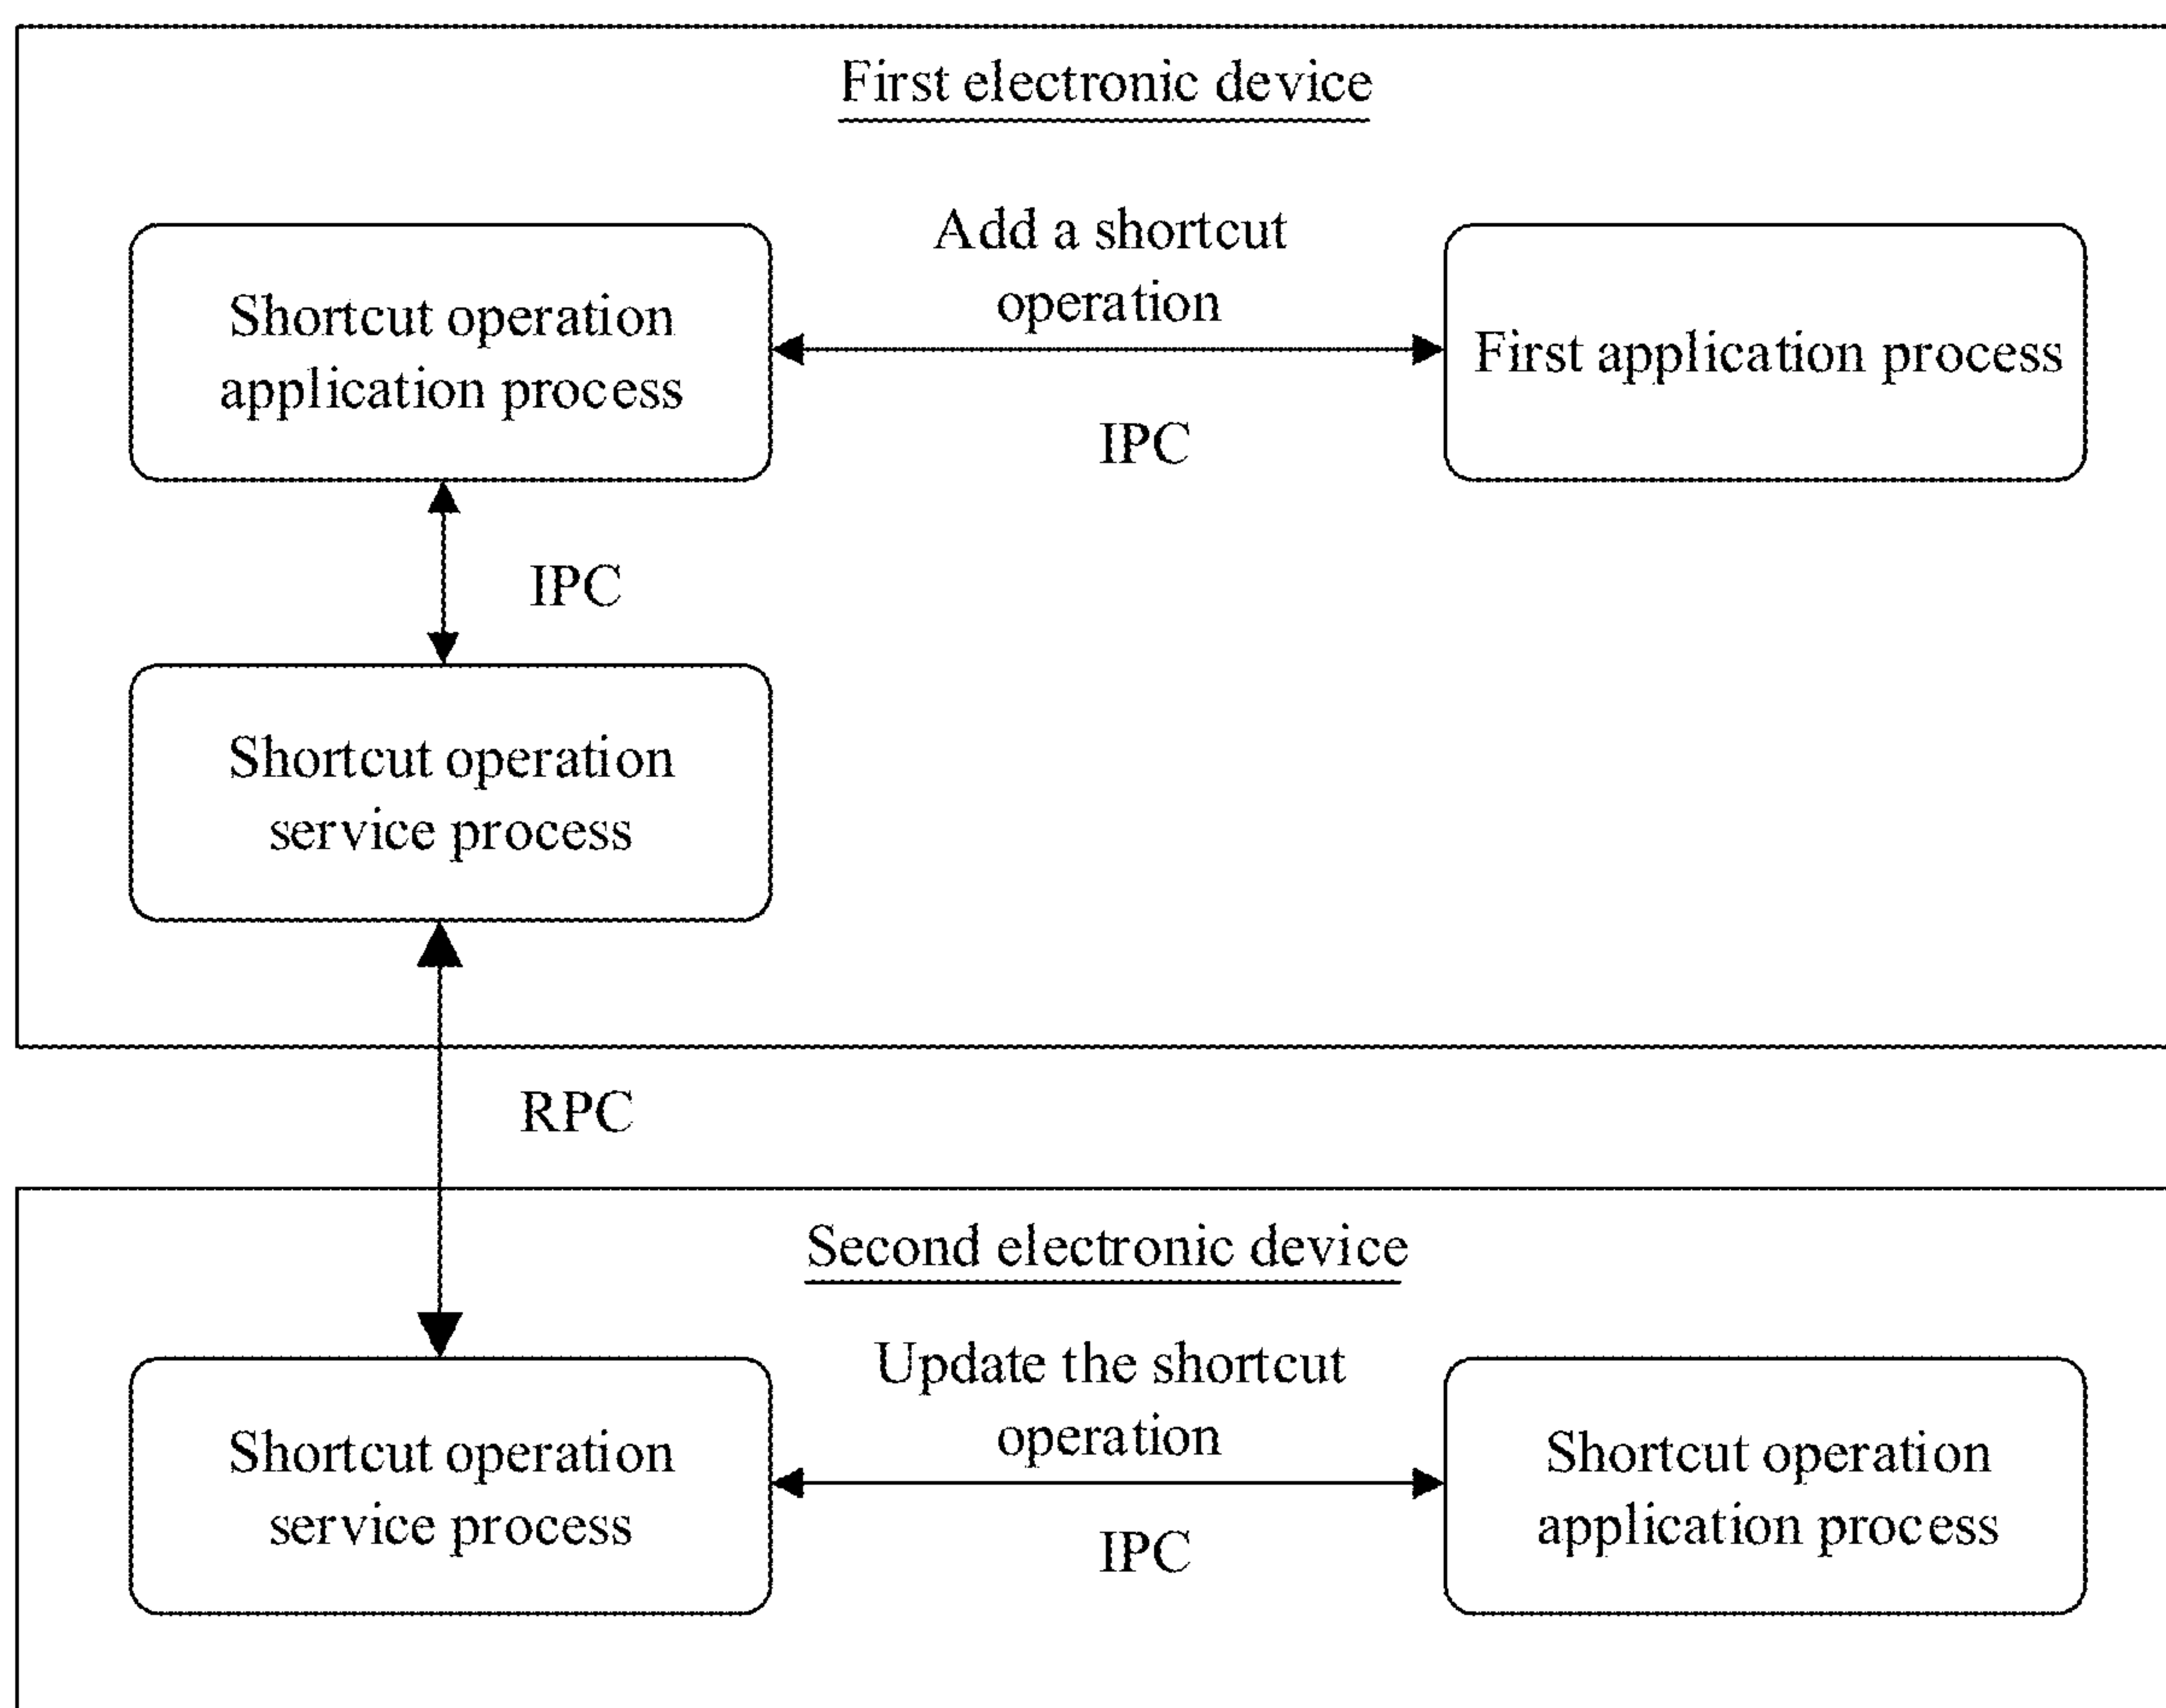 First electronic device
Add a shortcut
operation
Shortcut operation
application process
First application process
IPC
IPC
Shortcut operation
service process
RPC
Second electronic device
Update the shortcut
operation
Shortcut operation
service process
Shortcut operation
application process
IPC